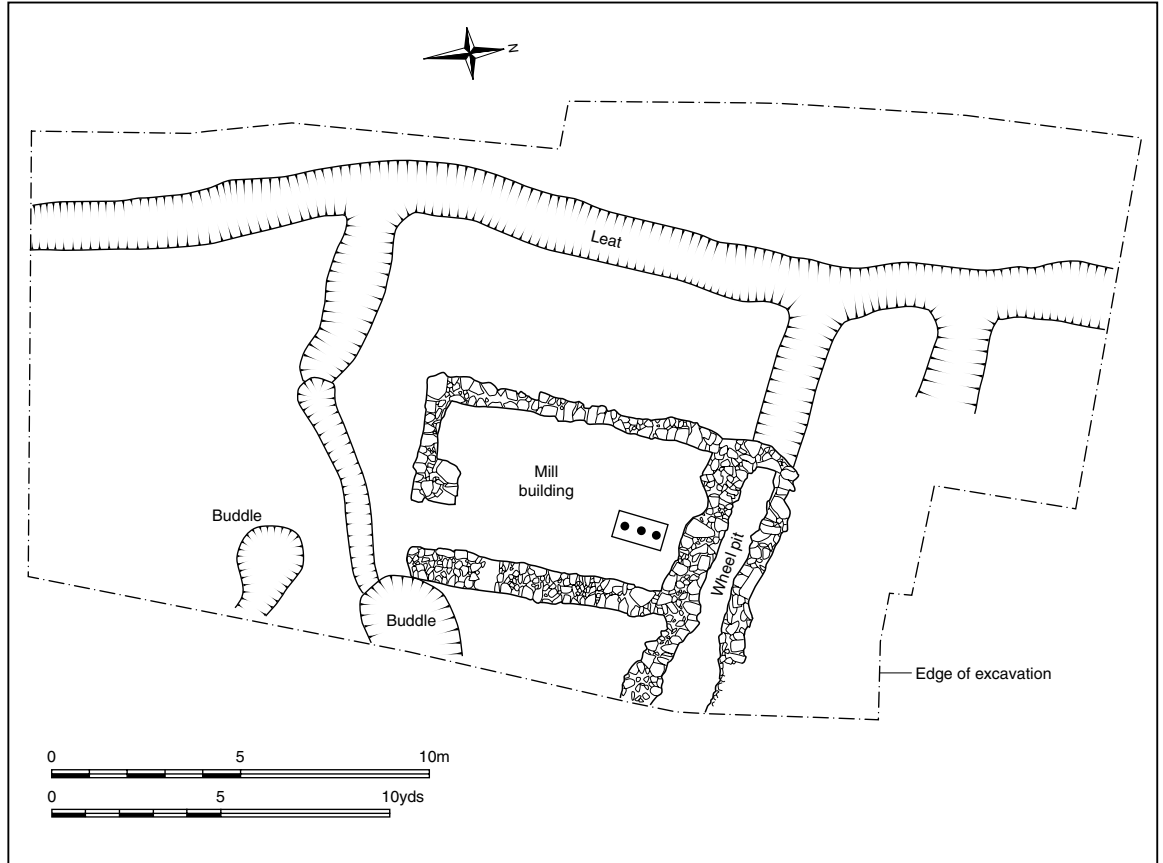 N
Leat
Mill
building
Wheel pit
Buddle
Buddle
Edge of excavation
0 5 10m
0 5 10yds